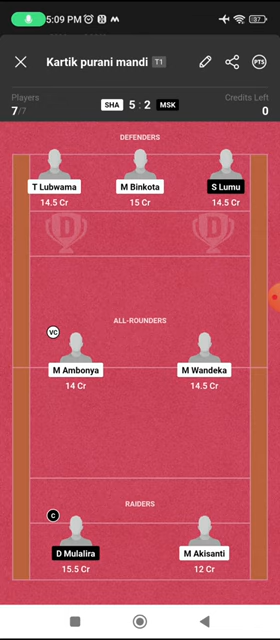 5:09 PM
37
Kartik purani mandi T1
PTS
Players
7/7
SHA 5 : 2 MSK
Credits Left
0
DEFENDERS
T Lubwama
14.5 Cr
M Binkota
15 Cr
S Lumu
14.5 Cr
D D
ALL-ROUNDERS
VC
M Ambonya
14 Cr
M Wandeka
14.5 Cr
RAIDERS
C
D Mulalira
15.5 Cr
M Akisanti
12 Cr